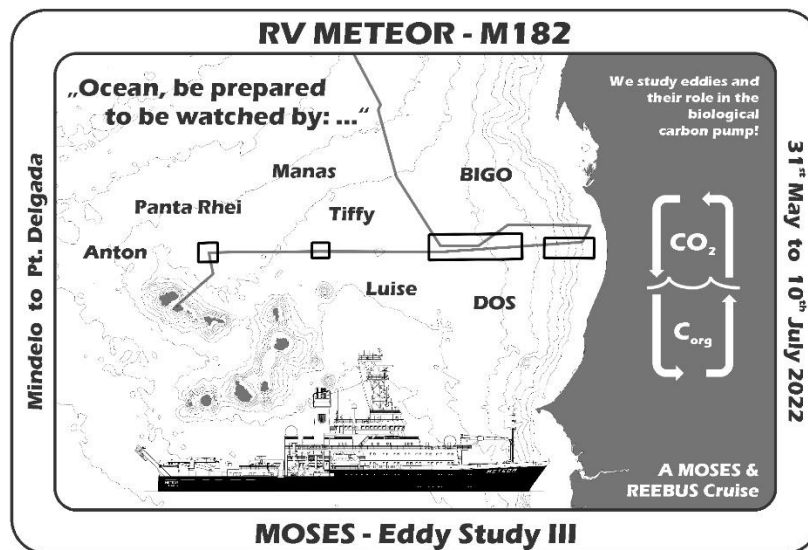 RV METEOR - M182
„Ocean, be prepared
to be watched by: ...“
We study eddies and
their role in the
biological
carbon pump!
Manas
BIGO
Panta Rhei
Tiffy
Anton
Luise
DOS
CO₂
C org
Mindelo to Pt. Delgada
31st May to 10th July 2022
METEOR
A MOSES &
REEBUS Cruise
MOSES - Eddy Study III